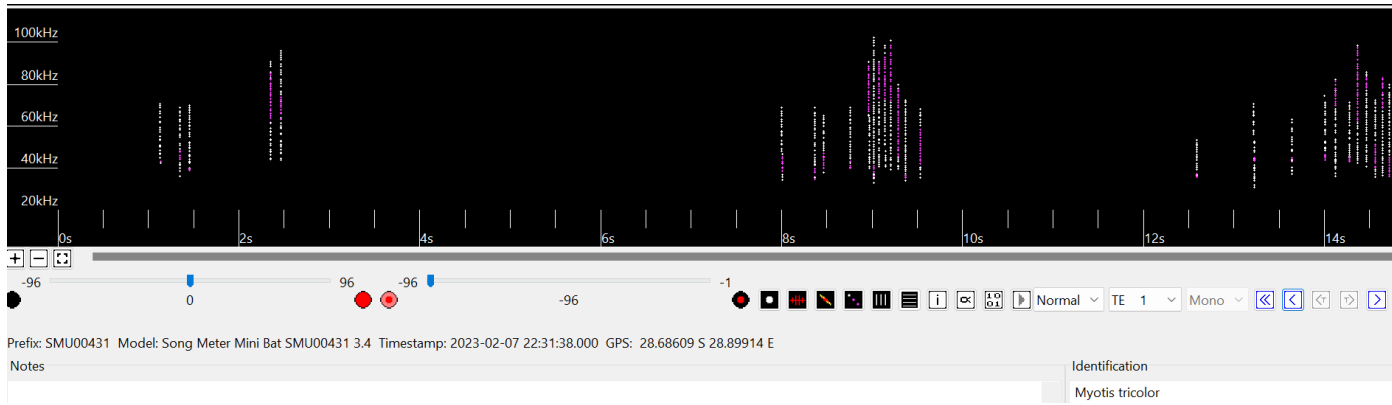 100kHz
80kHz
60kHz
40kHz
20kHz
0s 2s 4s 6s 8s 10s 12s 14s
-96 96 -96 -1
0 -96
i α 10 01 Normal TE 1 Mono
Prefix: SMU00431 Model: Song Meter Mini Bat SMU00431 3.4 Timestamp: 2023-02-07 22:31:38.000 GPS: 28.68609 S 28.89914 E
Notes Identification
Myotis tricolor